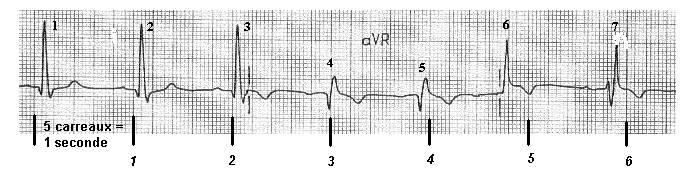 1 2 3 6 7
aVR
4 5
5 carreaux =
1 seconde
1 2 3 4 5 6